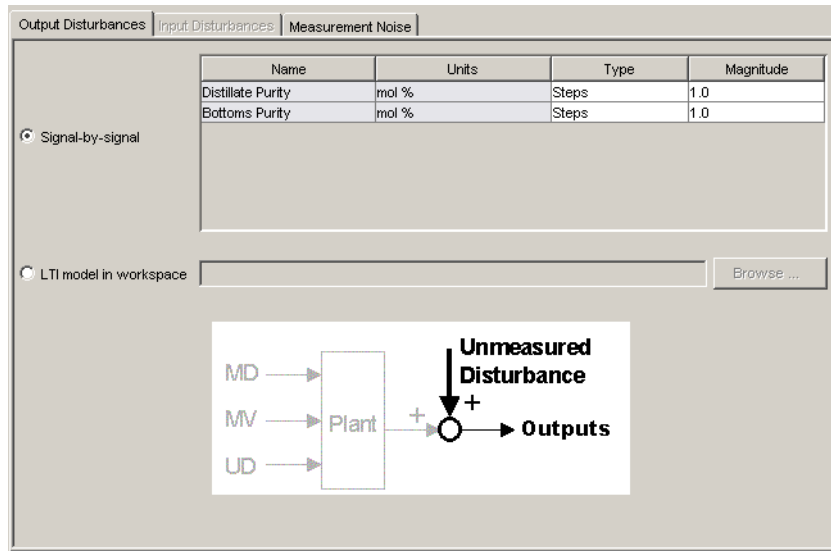 Output Disturbances Input Disturbances Measurement Noise
Name Units Type Magnitude
Distillate Purity mol % Steps 1.0
Bottoms Purity mol % Steps 1.0
Signal-by-signal
LTI model in workspace Browse ...
Unmeasured
Disturbance
MD
+
MV Plant + Outputs
UD